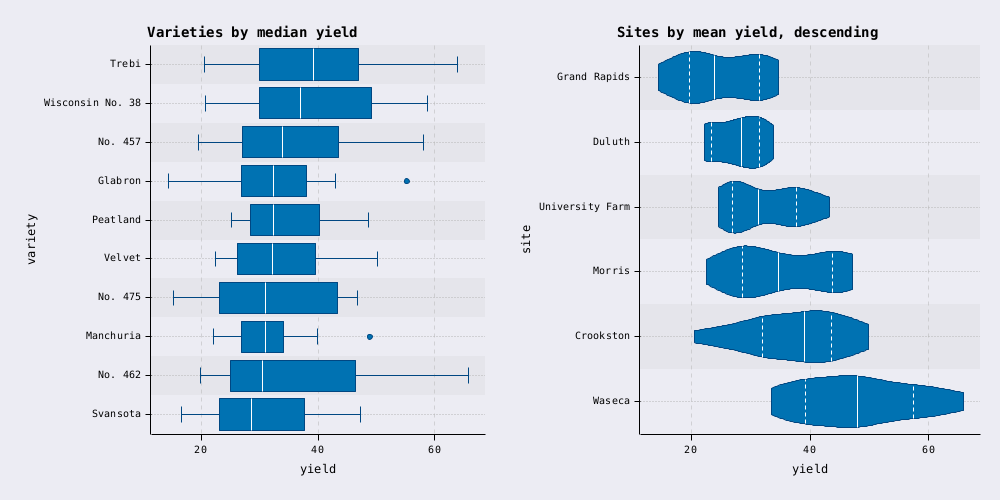 Varieties by median yield
Trebi
Wisconsin No. 38
No. 457
Glabron
Peatland
Velvet
No. 475
Manchuria
No. 462
Svansota
variety
20 40 60
yield
Sites by mean yield, descending
Grand Rapids
Duluth
University Farm
Morris
Crookston
Waseca
site
20 40 60
yield